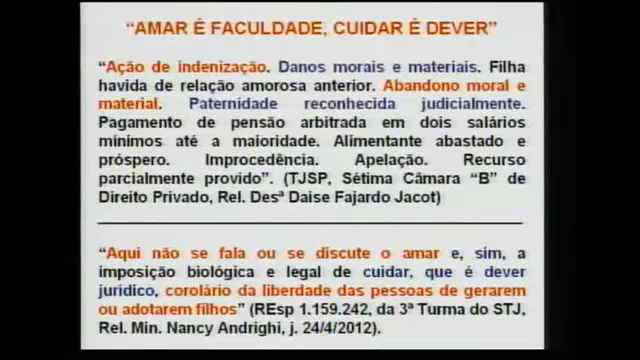 “AMAR É FACULDADE, CUIDAR É DEVER”
“Ação de indenização. Danos morais e materiais. Filha
havida de relação amorosa anterior. Abandono moral e
material. Paternidade reconhecida judicialmente.
Pagamento de pensão arbitrada em dois salários
mínimos até a maioridade. Alimentante abastado e
próspero. Improcedência. Apelação. Recurso
parcialmente provido”. (TJSP, Sétima Câmara “B” de
Direito Privado, Rel. Desª Daise Fajardo Jacot)
“Aqui não se fala ou se discute o amar e, sim, a
imposição biológica e legal de cuidar, que é dever
jurídico, corolário da liberdade das pessoas de gerarem
ou adotarem filhos” (REsp 1.159.242, da 3ª Turma do STJ,
Rel. Min. Nancy Andrighi, j. 24/4/2012).